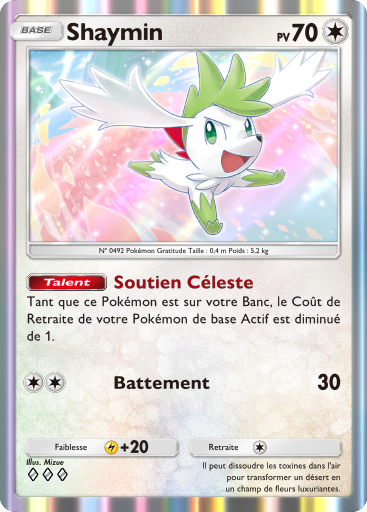 BASE Shaymin PV 70
N° 0492 Pokémon Gratitude Taille : 0,4 m Poids : 5,2 kg
Talent Soutien Céleste
Tant que ce Pokémon est sur votre Banc, le Coût de
Retraite de votre Pokémon de base Actif est diminué
de 1.
Battement 30
Faiblesse +20 Retraite
Illus. Mizue
Il peut dissoudre les toxines dans l'air
pour transformer un désert en
un champ de fleurs luxuriantes.